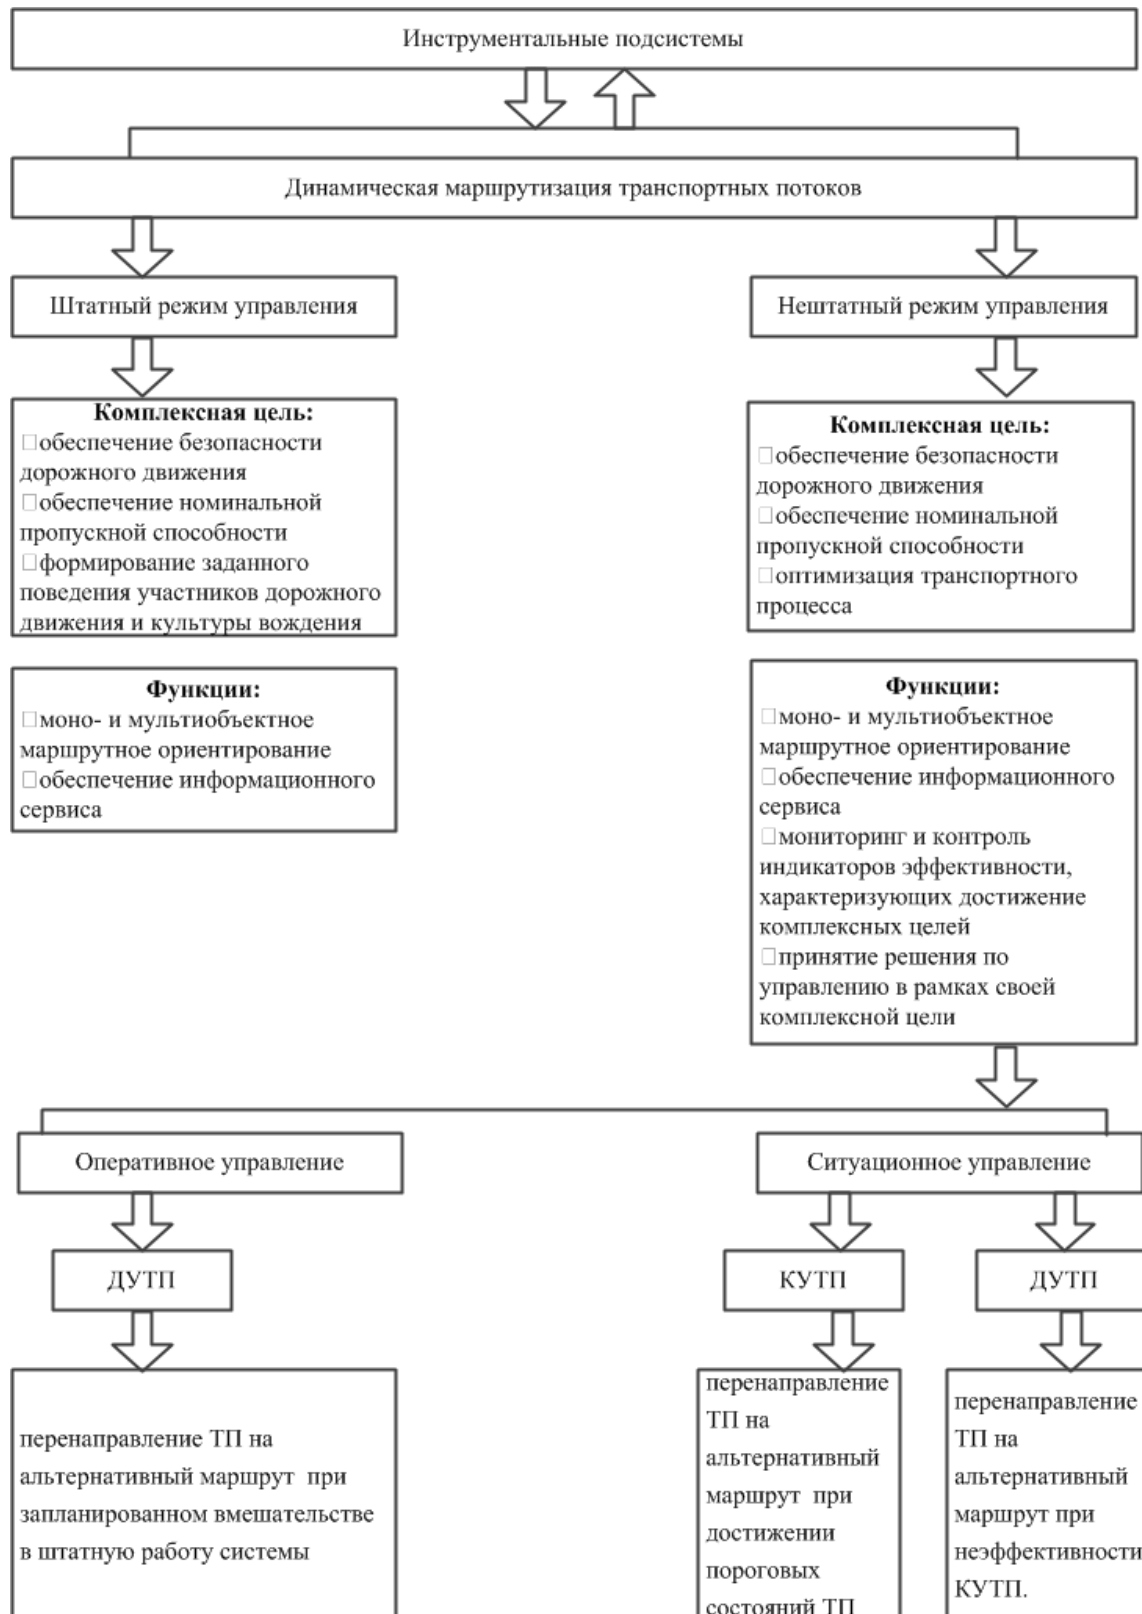 Инструментальные подсистемы
Динамическая маршрутизация транспортных потоков
Штатный режим управления
Нештатный режим управления
Комплексная цель:
□обеспечение безопасности
дорожного движения
□обеспечение номинальной
пропускной способности
□формирование заданного
поведения участников дорожного
движения и культуры вождения
Комплексная цель:
□обеспечение безопасности
дорожного движения
□обеспечение номинальной
пропускной способности
□оптимизация транспортного
процесса
Функции:
□моно- и мультиобъектное
маршрутное ориентирование
□обеспечение информационного
сервиса
Функции:
□моно- и мультиобъектное
маршрутное ориентирование
□обеспечение информационного
сервиса
□мониторинг и контроль
индикаторов эффективности,
характеризующих достижение
комплексных целей
□принятие решения по
управлению в рамках своей
комплексной цели
Оперативное управление
Ситуационное управление
ДУТП
КУТП
ДУТП
перенаправление ТП на
альтернативный маршрут при
запланированном вмешательстве
в штатную работу системы
перенаправление
ТП на
альтернативный
маршрут при
достижении
пороговых
состояний ТП
перенаправление
ТП на
альтернативный
маршрут при
неэффективности
КУТП.